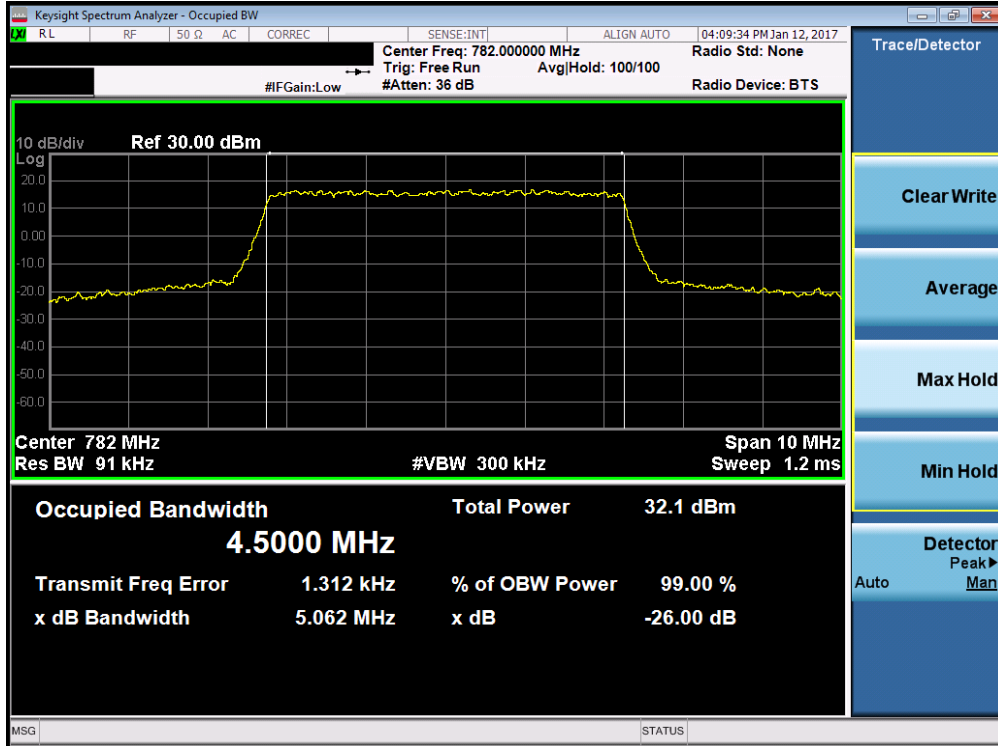 Keysight Spectrum Analyzer - Occupied BW
LXI RL RF 50 Ω AC CORREC SENSE:INT ALIGN AUTO 04:09:34 PM Jan 12, 2017
Center Freq: 782.000000 MHz Radio Std: None
Trig: Free Run Avg|Hold: 100/100
#IFGain:Low #Atten: 36 dB Radio Device: BTS
10 dB/div Ref 30.00 dBm
Log
20.0
10.0
0.00
-10.0
-20.0
-30.0
-40.0
-50.0
-60.0
Center 782 MHz Span 10 MHz
Res BW 91 kHz #VBW 300 kHz Sweep 1.2 ms
Occupied Bandwidth Total Power 32.1 dBm
4.5000 MHz
Transmit Freq Error 1.312 kHz % of OBW Power 99.00 %
x dB Bandwidth 5.062 MHz x dB -26.00 dB
MSG STATUS
Trace/Detector
Clear Write
Average
Max Hold
Min Hold
Detector
Peak▶
Auto Man